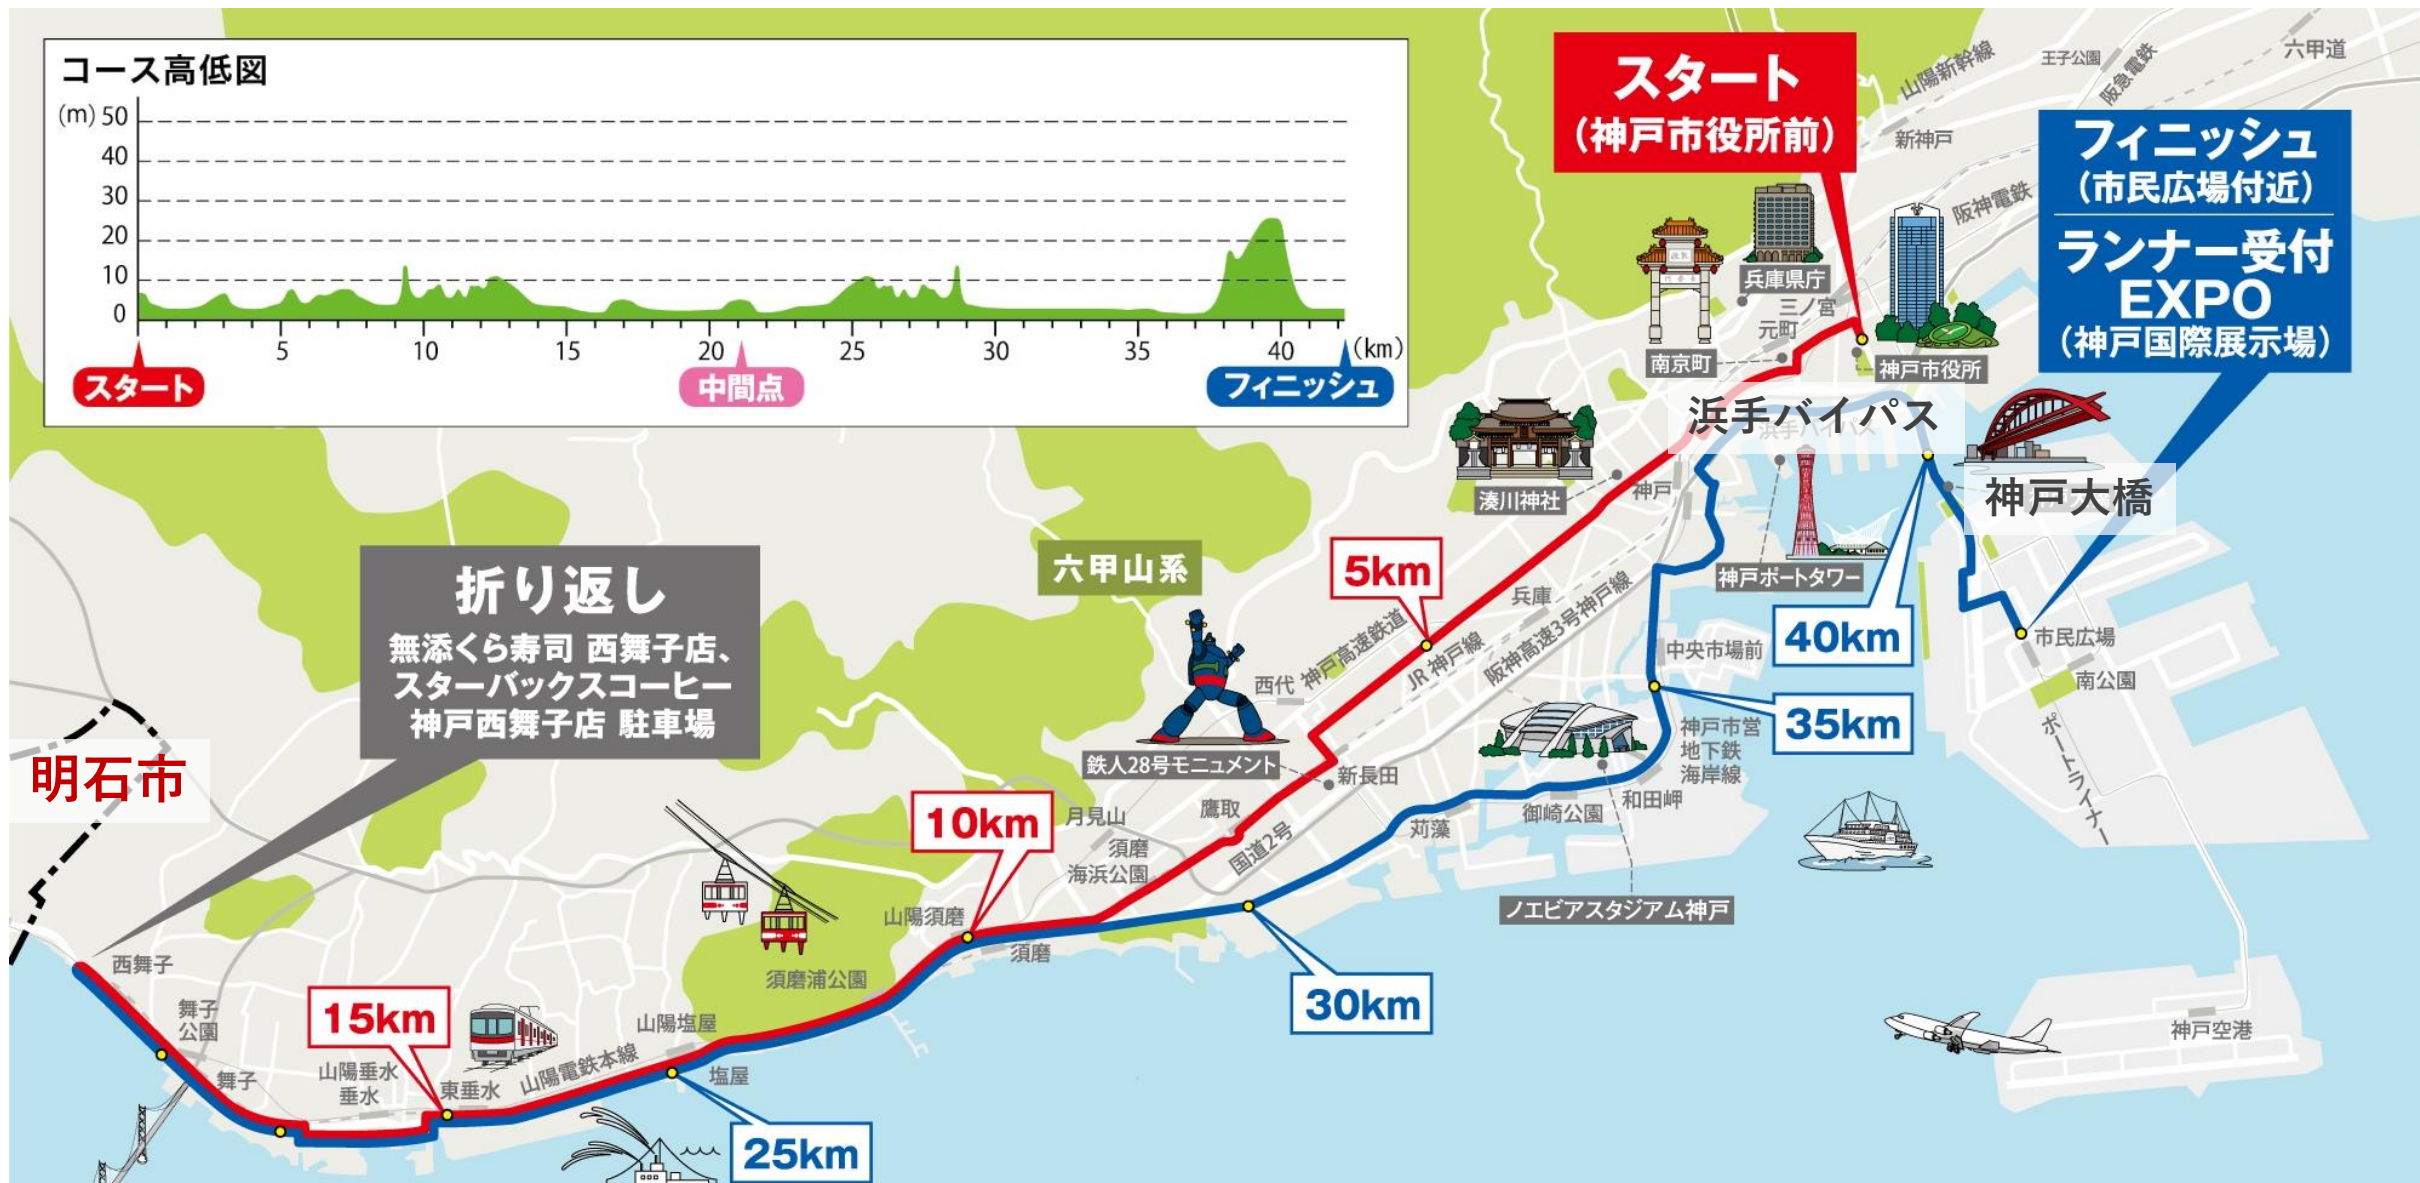 コース高低図
(m) 50
40
30
20
10
0
5
10
15
20
25
30
35
40
(km)
スタート
中間点
フィニッシュ
スタート
(神戸市役所前)
フィニッシュ
(市民広場付近)
ランナー受付
EXPO
(神戸国際展示場)
山陽新幹線
王子公園
阪急電鉄
六甲道
新神戸
阪神電鉄
兵庫県庁
三ノ宮
元町
南京町
神戸市役所
浜手バイパス
浜手バイパス
神戸大橋
湊川神社
神戸
神戸ポートタワー
六甲山系
5km
兵庫
神戸高速鉄道
JR 神戸線
阪神高速3号神戸線
西代
中央市場前
40km
市民広場
南公園
35km
神戸市営
地下鉄
海岸線
ポートライナー
折り返し
無添くら寿司 西舞子店、
スターバックスコーヒー
神戸西舞子店 駐車場
明石市
鉄人28号モニュメント
新長田
鷹取
月見山
須磨
海浜公園
国道2号
苅藻
御崎公園
和田岬
10km
ノエビアスタジアム神戸
山陽須磨
須磨
須磨浦公園
30km
西舞子
舞子
公園
舞子
15km
山陽垂水
垂水
東垂水
山陽電鉄本線
山陽塩屋
塩屋
25km
神戸空港